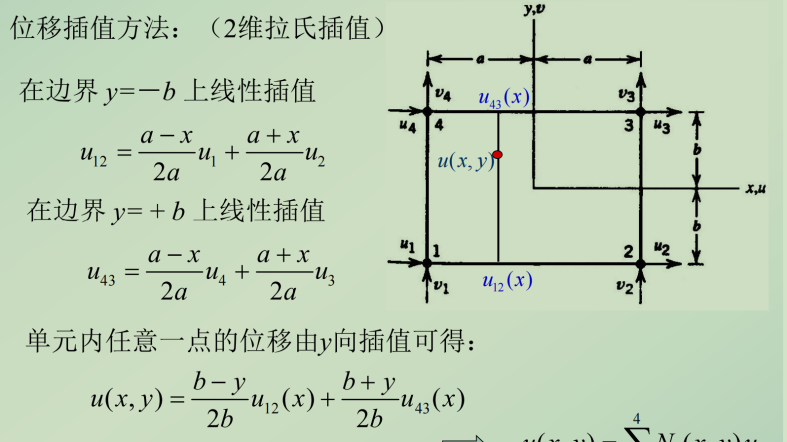 位移插值方法：（2维拉氏插值）
在边界 y=－b 上线性插值
u₁₂ = (a − x)/(2a) u₁ + (a + x)/(2a) u₂
在边界 y= + b 上线性插值
u₄₃ = (a − x)/(2a) u₄ + (a + x)/(2a) u₃
单元内任意一点的位移由y向插值可得：
u(x, y) = (b − y)/(2b) u₁₂(x) + (b + y)/(2b) u₄₃(x)
y,v
a a
v₄ u₄₃(x) v₃
u₄ 4 3 u₃
b
u(x, y)
x,u
b
u₁ 1 2 u₂
v₁ u₁₂(x) v₂
4